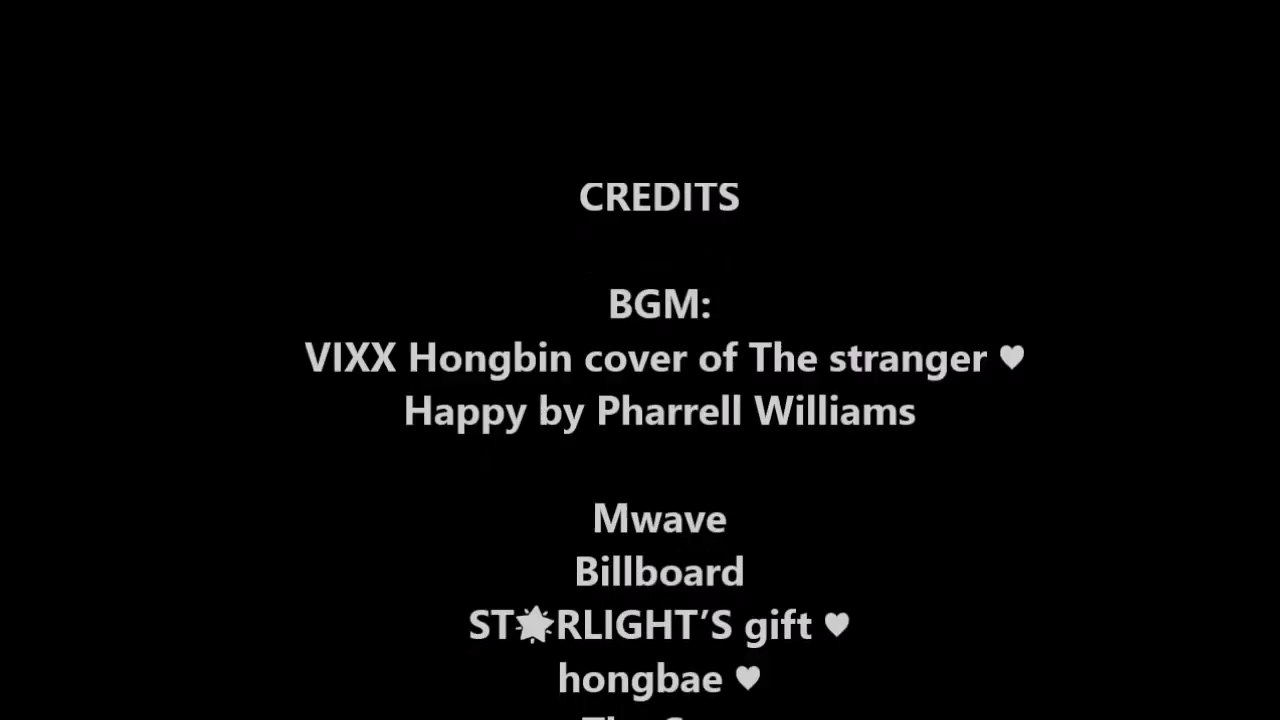 CREDITS
BGM:
VIXX Hongbin cover of The stranger ♥
Happy by Pharrell Williams
Mwave
Billboard
ST🌟RLIGHT’S gift ♥
hongbae ♥